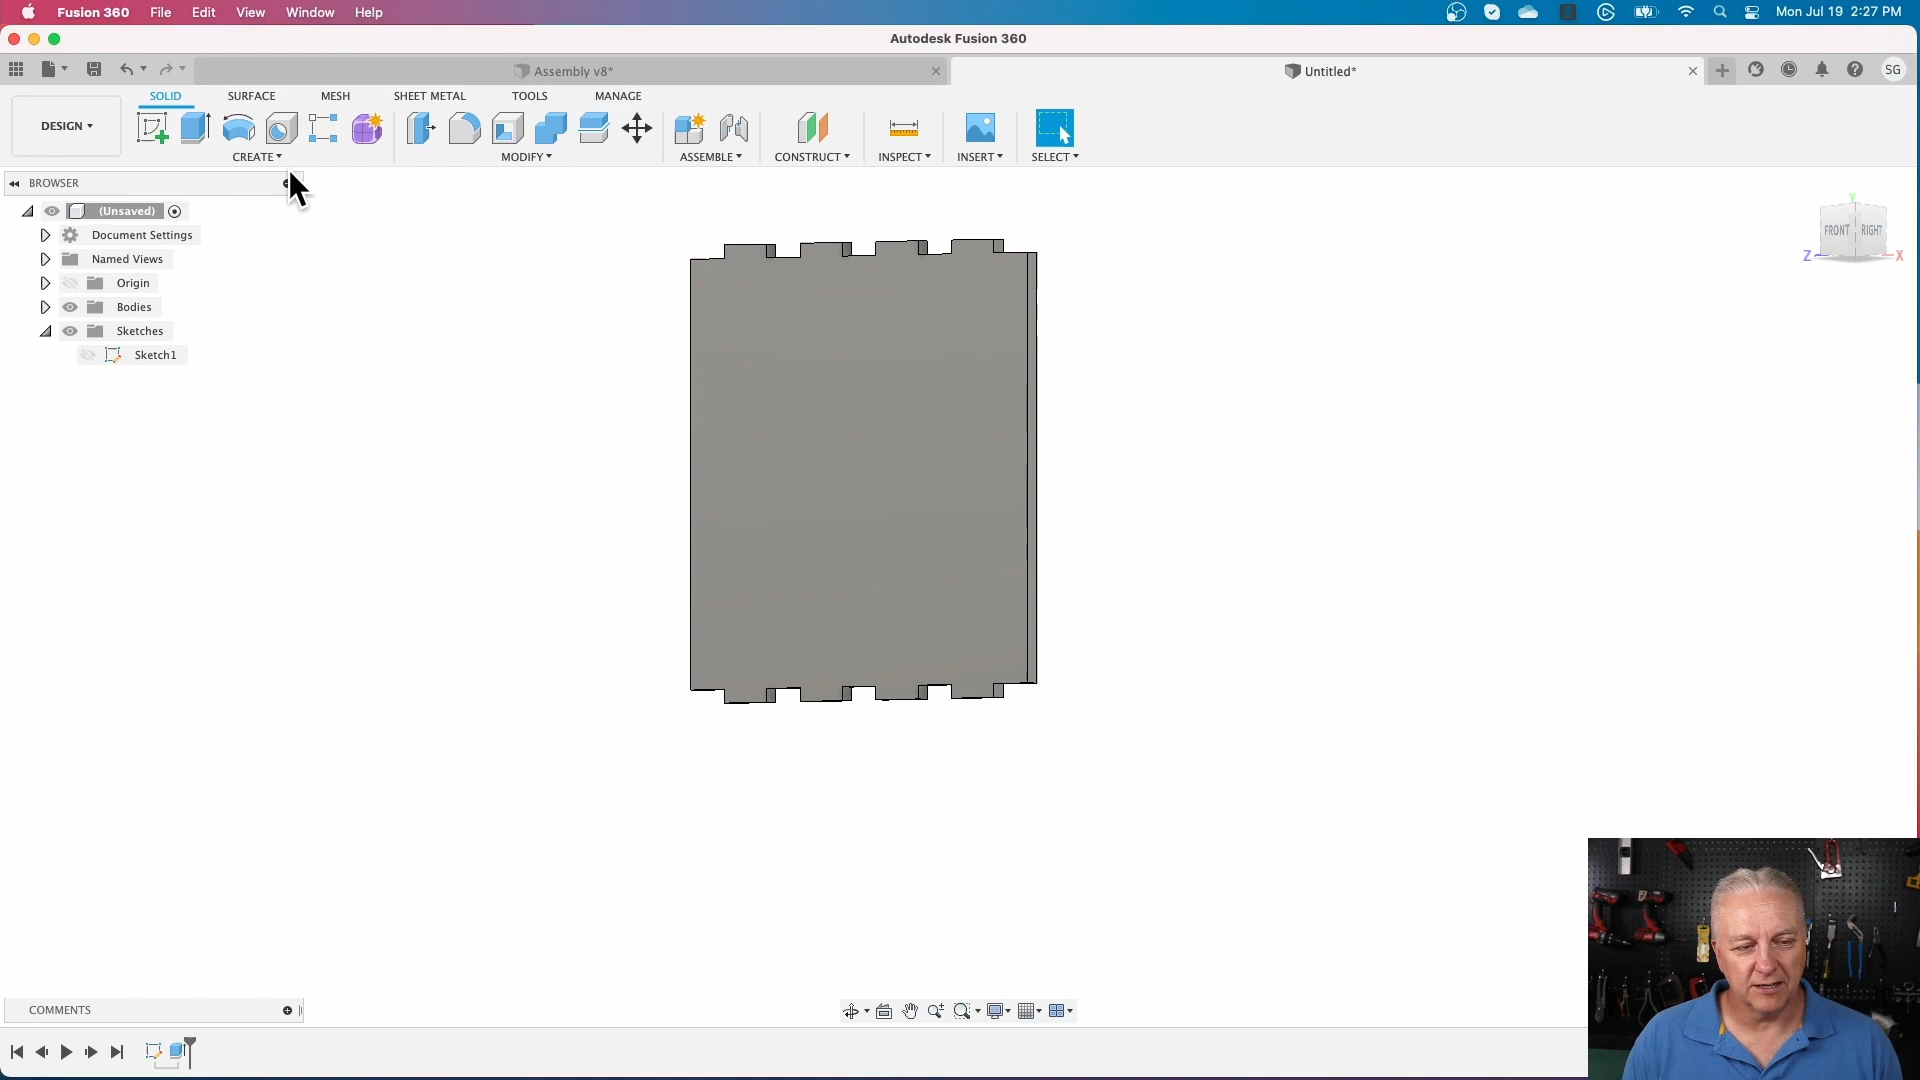 Fusion 360 File Edit View Window Help
Mon Jul 19 2:27 PM
Autodesk Fusion 360
Assembly v8*
Untitled*
SG
DESIGN
SOLID SURFACE MESH SHEET METAL TOOLS MANAGE
CREATE MODIFY ASSEMBLE CONSTRUCT INSPECT INSERT SELECT
BROWSER
(Unsaved)
Document Settings
Named Views
Origin
Bodies
Sketches
Sketch1
Y
FRONT RIGHT
Z X
COMMENTS